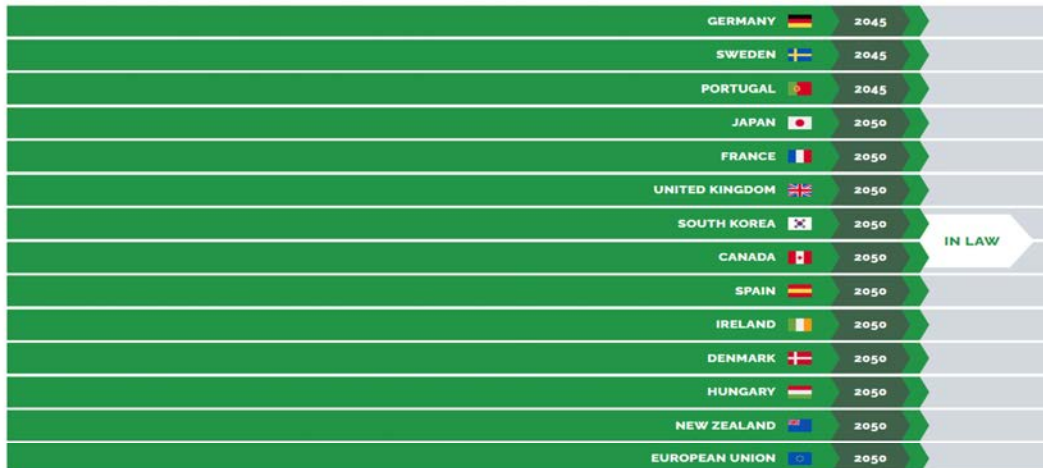 GERMANY 2045
SWEDEN 2045
PORTUGAL 2045
JAPAN 2050
FRANCE 2050
UNITED KINGDOM 2050
SOUTH KOREA 2050
IN LAW
CANADA 2050
SPAIN 2050
IRELAND 2050
DENMARK 2050
HUNGARY 2050
NEW ZEALAND 2050
EUROPEAN UNION 2050